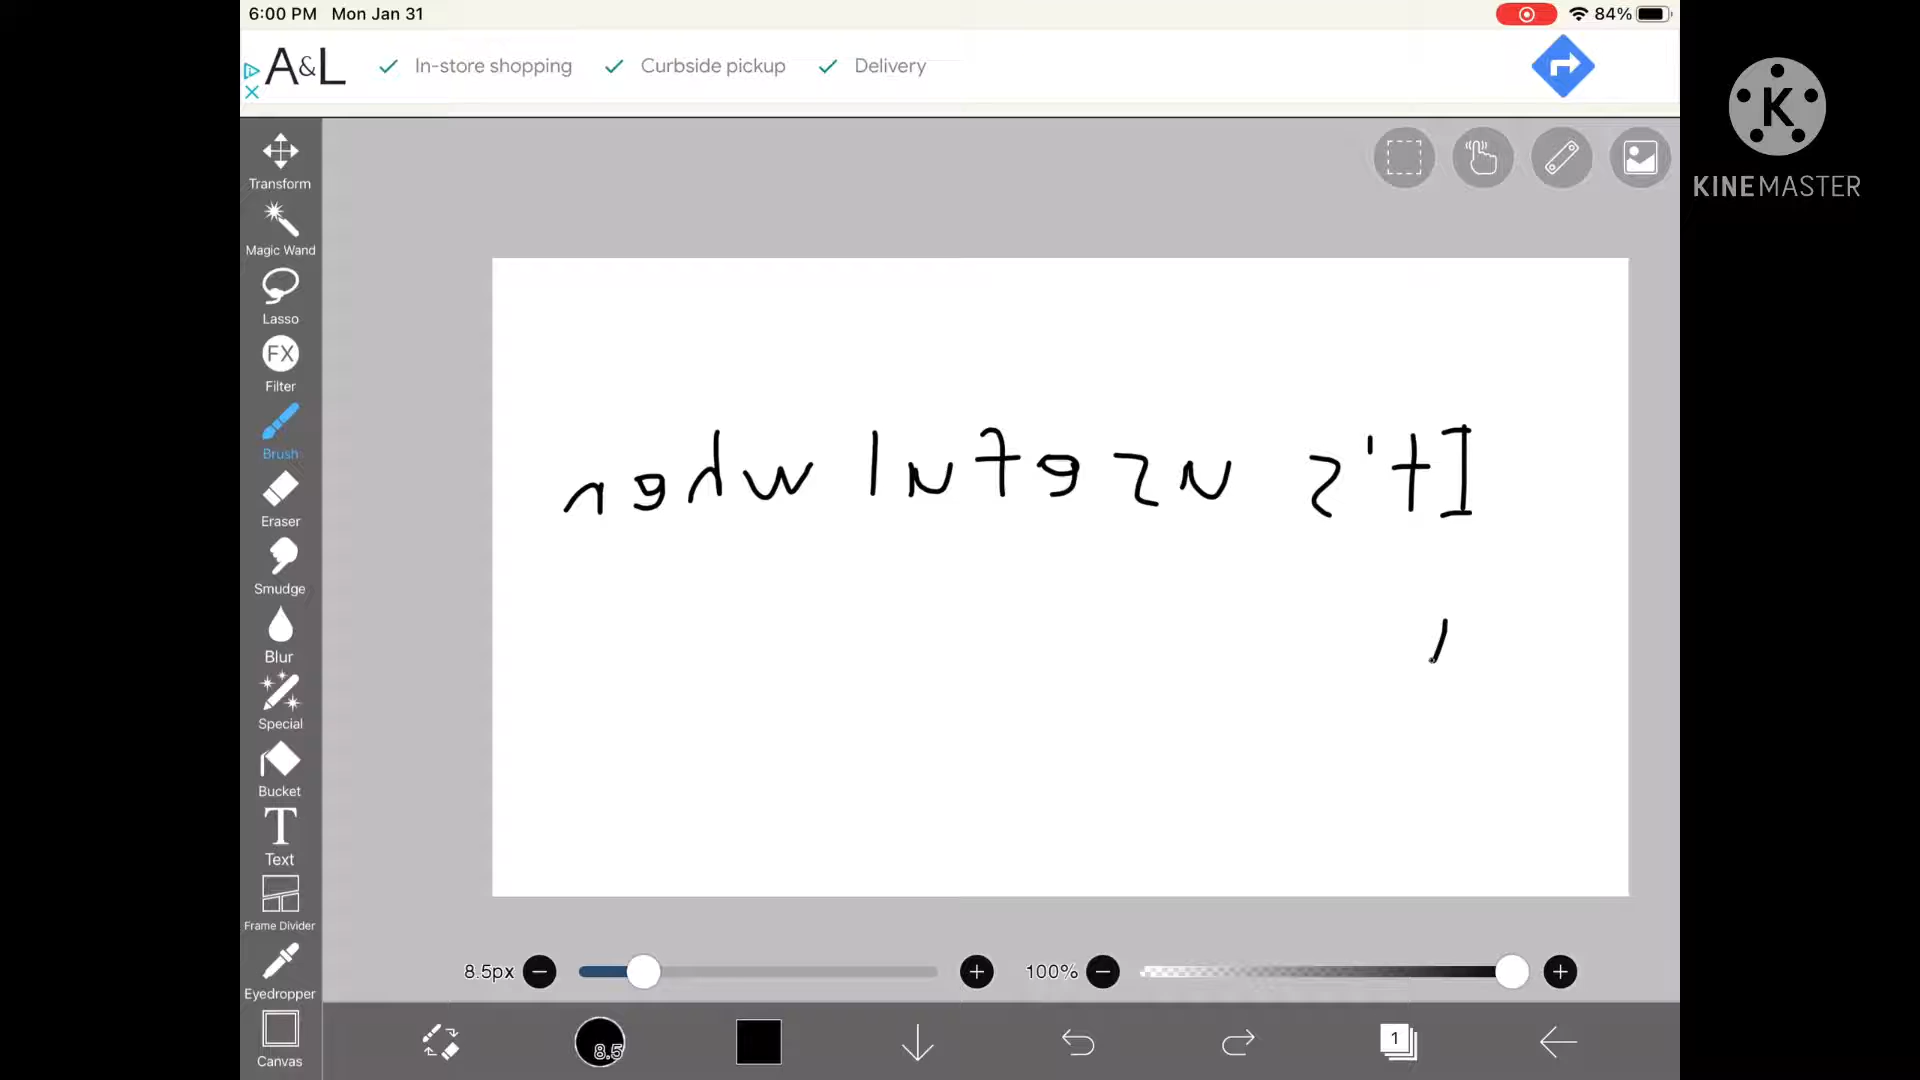 6:00 PM Mon Jan 31 84%
A&L In-store shopping Curbside pickup Delivery
K
KINEMASTER
Transform
Magic Wand
Lasso
FX
Filter
Brush
Eraser
Smudge
Blur
Special
Bucket
T
Text
Frame Divider
Eyedropper
Canvas
It's useful when
8.5px 100%
8.5 1